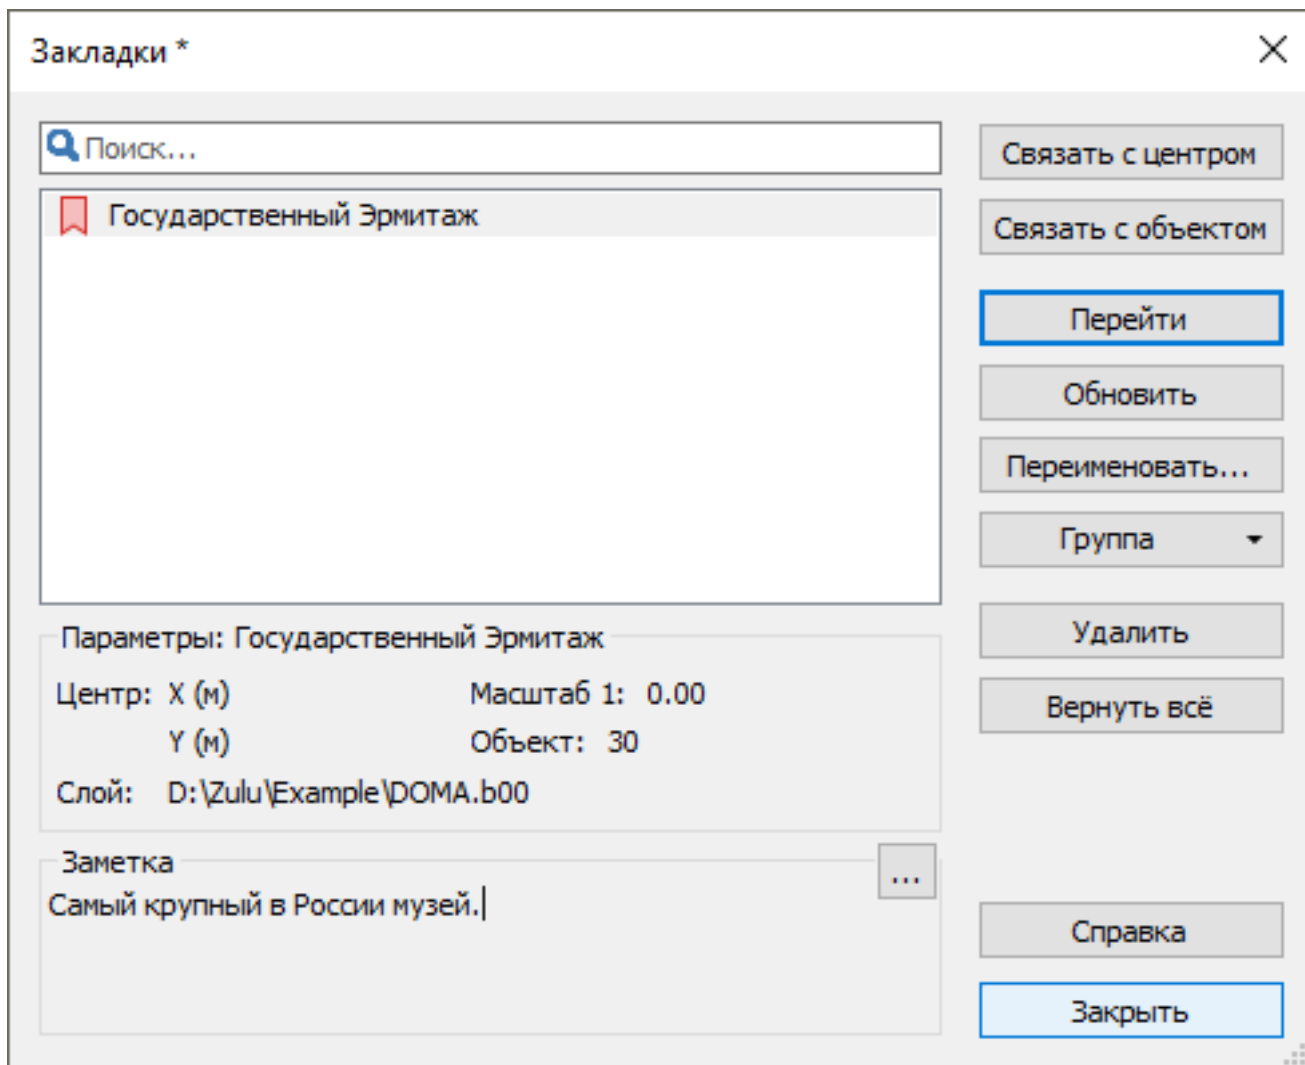 Закладки *
Поиск...
Государственный Эрмитаж
Связать с центром
Связать с объектом
Перейти
Обновить
Переименовать...
Группа
Удалить
Вернуть всё
Параметры: Государственный Эрмитаж
Центр: X (м) Масштаб 1: 0.00
Y (м) Объект: 30
Слой: D:\Zulu\Example\DOMA.b00
Заметка
...
Самый крупный в России музей.
Справка
Закрыть